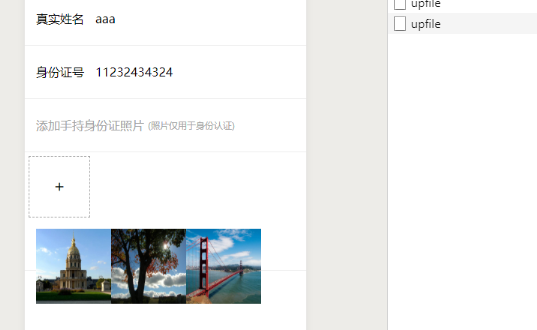 upfile
真实姓名 aaa
upfile
身份证号 11232434324
添加手持身份证照片 (照片仅用于身份认证)
+